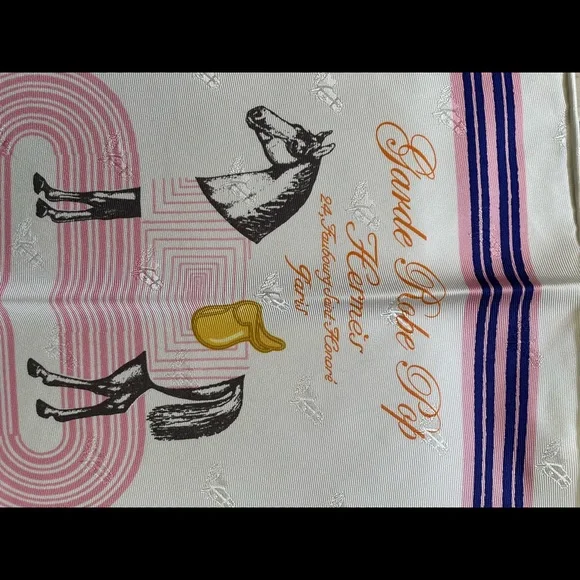 Garde Robe Pop
Hermès
24, Faubourg Saint Honoré
Paris